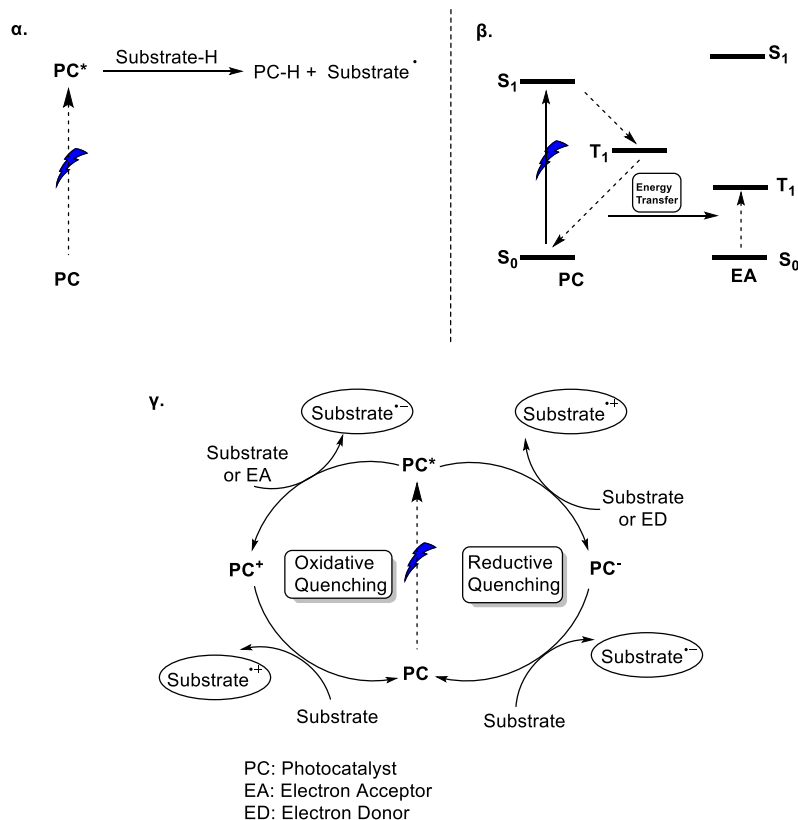 α.
Substrate-H
PC* PC-H + Substrate•
PC
β.
S₁
S₁
T₁
Energy
Transfer
T₁
S₀ S₀
PC EA
γ.
Substrate•− Substrate•+
Substrate
or EA
PC*
Substrate
or ED
Oxidative
Quenching
Reductive
Quenching
PC⁺ PC⁻
Substrate•+ PC Substrate•−
Substrate Substrate
PC: Photocatalyst
EA: Electron Acceptor
ED: Electron Donor